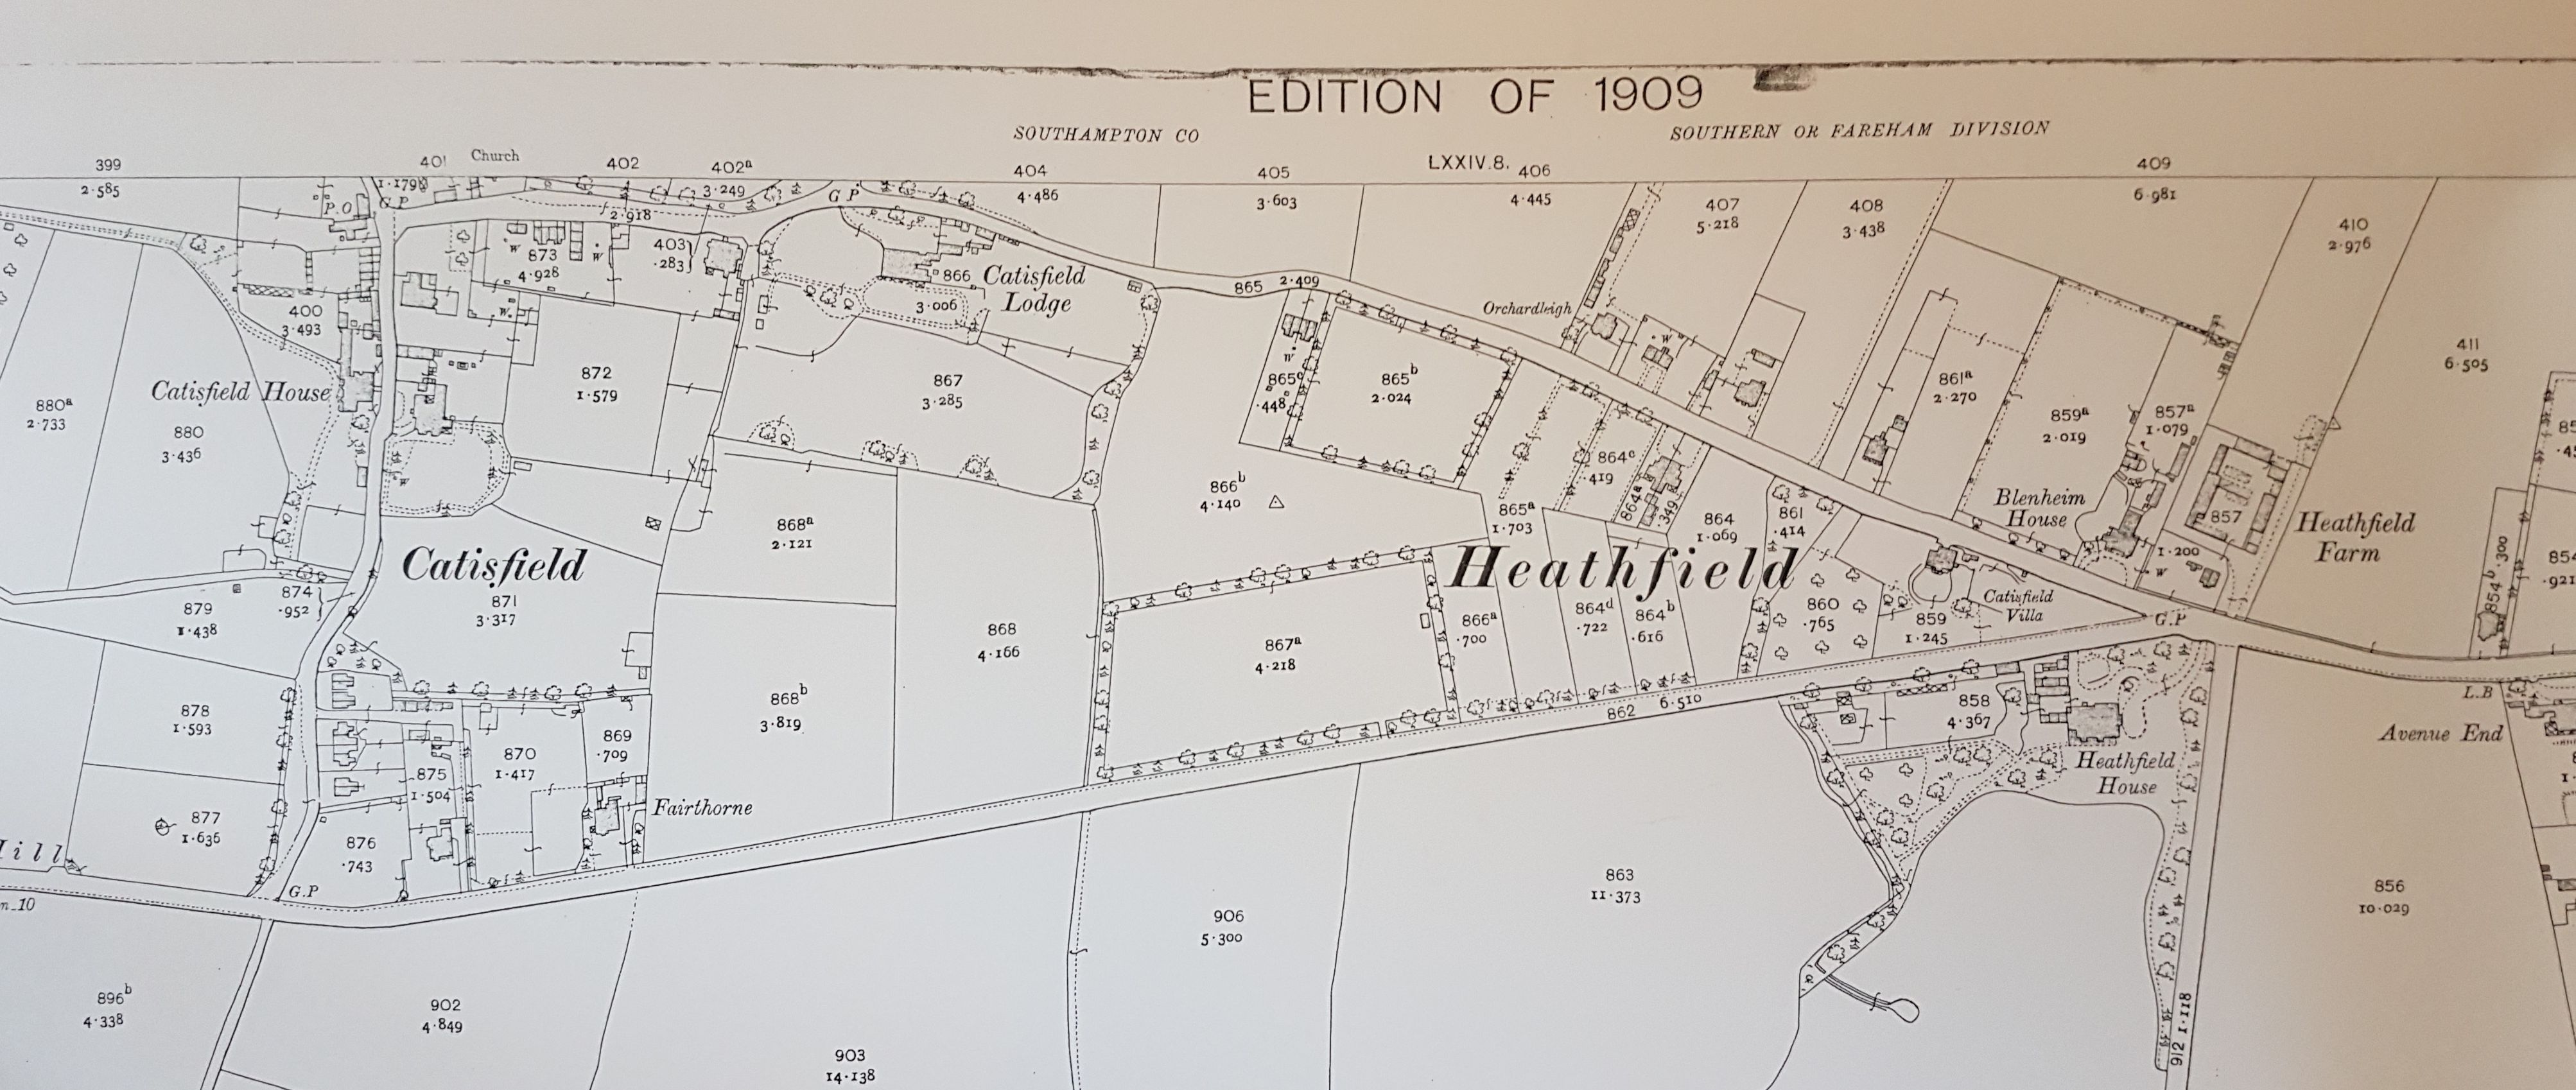 EDITION OF 1909
SOUTHAMPTON CO
SOUTHERN OR FAREHAM DIVISION
LXXIV.8.
399
2·585
401
Church
1·179
402
402a
3·249
404
4·486
405
3·603
406
4·445
409
6·981
P.O
G.P
2·918
G.P
407
5·218
408
3·438
410
2·976
W
873
4·928
W
403
·283
866
3·006
Catisfield
Lodge
865 2·409
Orchardleigh
W
400
3·493
W
411
6·505
Catisfield House
880a
2·733
880
3·436
872
1·579
867
3·285
W
865c
·448
865b
2·024
861a
2·270
859a
2·019
857a
1·079
W
868a
2·121
866b
4·140
865a
1·703
864c
·419
864a
·349
864
1·069
861
·414
Blenheim
House
857
1·200
W
Heathfield
Farm
Catisfield
871
3·317
Heathfield
879
1·438
874
·952
868
4·166
867a
4·218
866a
·700
864d
·722
864b
·616
860
·765
859
1·245
Catisfield
Villa
G.P
854b ·300
854
·921
878
1·593
868b
3·819
862 6·510
858
4·367
L.B
Avenue End
870
1·417
869
·709
875
1·504
Fairthorne
Heathfield
House
877
1·636
876
·743
G.P
863
11·373
856
10·029
906
5·300
896b
4·338
902
4·849
903
14·138
912 1·118